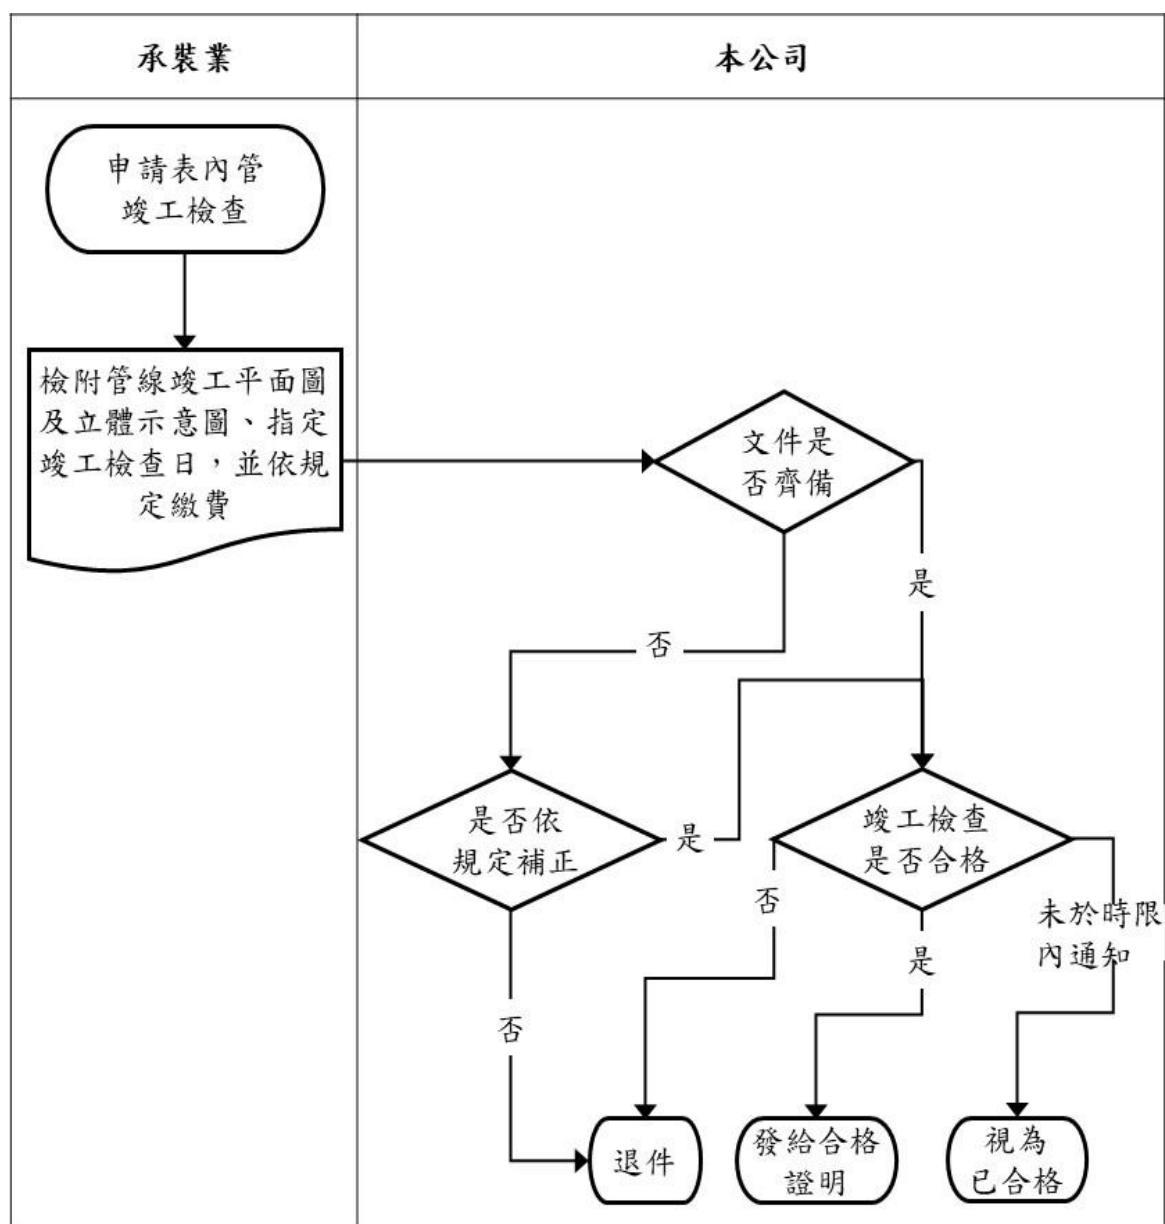 承裝業
本公司
申請表內管
竣工檢查
檢附管線竣工平面圖
及立體示意圖、指定
竣工檢查日，並依規
定繳費
文件是
否齊備
是
否
是否依
規定補正
是
竣工檢查
是否合格
否
是
未於時限
內通知
否
退件
發給合格
證明
視為
已合格